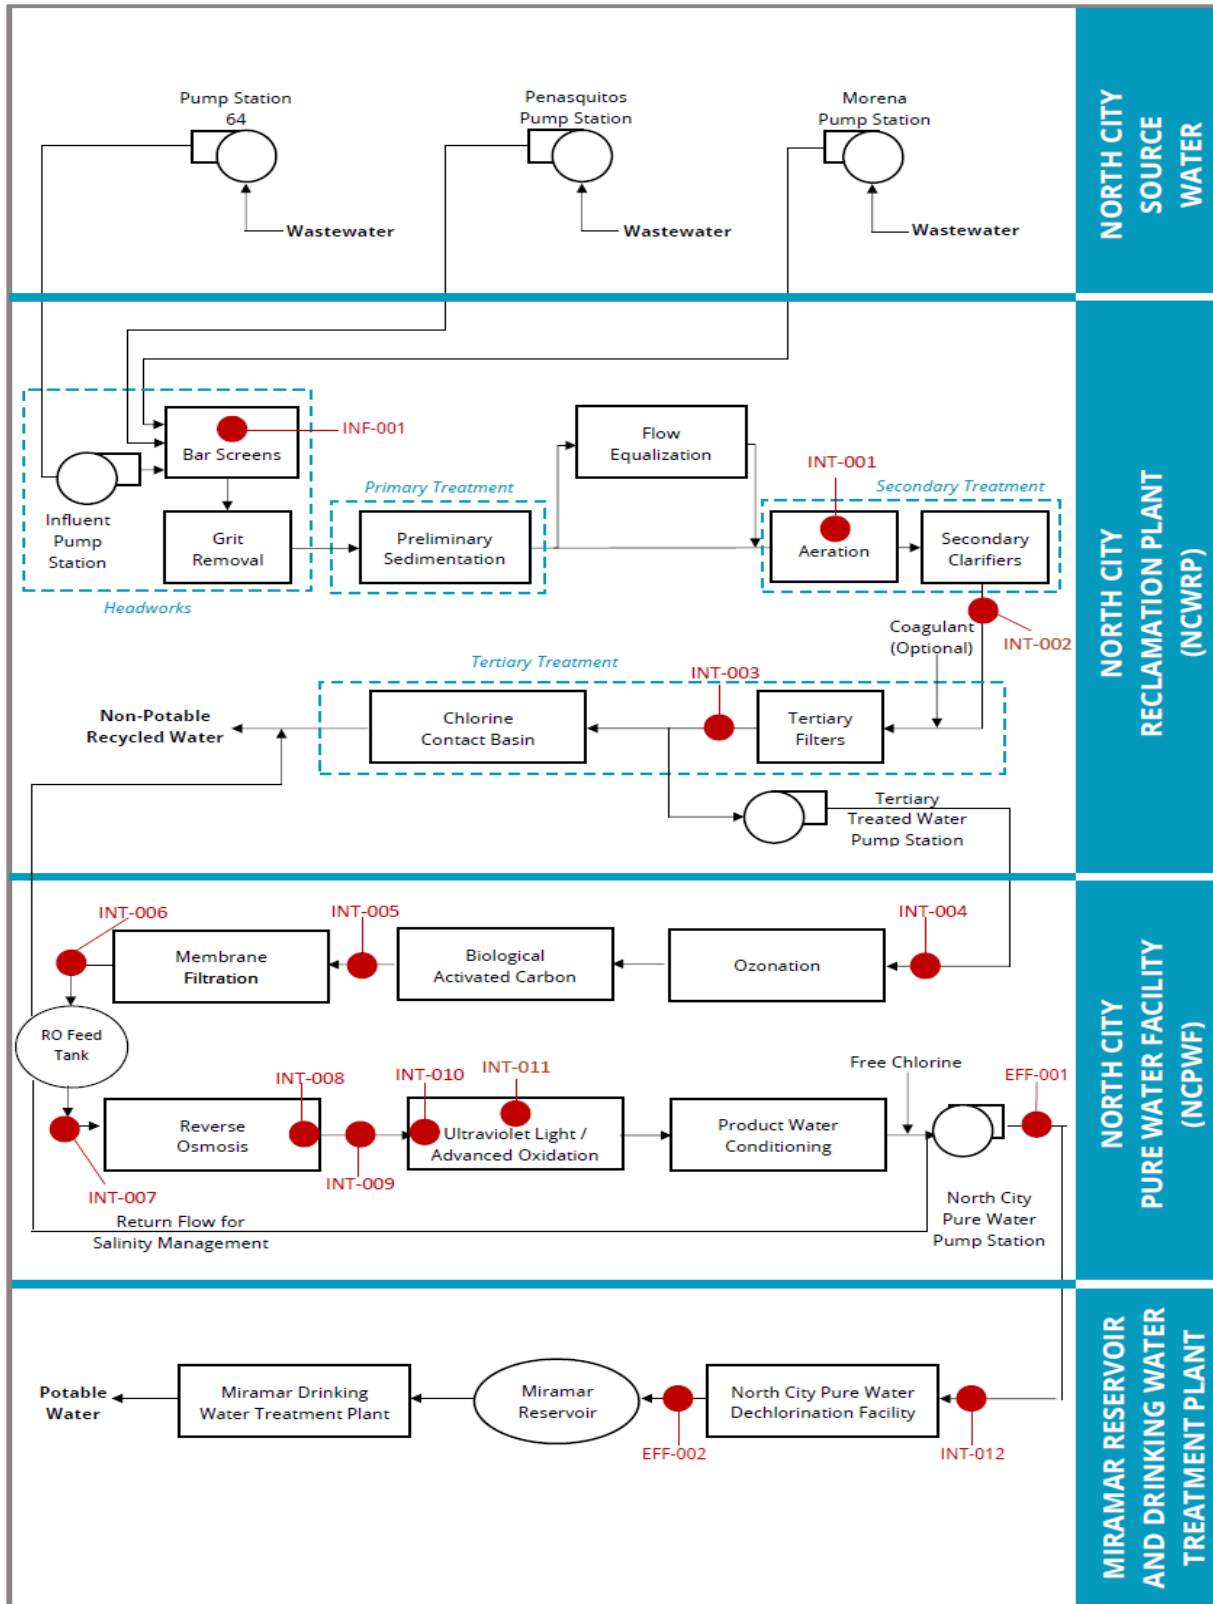 Pump Station
64
Penasquitos
Pump Station
Morena
Pump Station
Wastewater
Wastewater
Wastewater
NORTH CITY
SOURCE
WATER
INF-001
Bar Screens
Influent
Pump
Station
Grit
Removal
Headworks
Primary Treatment
Preliminary
Sedimentation
Flow
Equalization
INT-001
Secondary Treatment
Aeration
Secondary
Clarifiers
INT-002
Coagulant
(Optional)
Tertiary Treatment
INT-003
Non-Potable
Recycled Water
Chlorine
Contact Basin
Tertiary
Filters
Tertiary
Treated Water
Pump Station
NORTH CITY
RECLAMATION PLANT
(NCWRP)
INT-006
INT-005
INT-004
Membrane
Filtration
Biological
Activated Carbon
Ozonation
RO Feed
Tank
INT-008
INT-010
INT-011
Free Chlorine
EFF-001
Reverse
Osmosis
Ultraviolet Light /
Advanced Oxidation
Product Water
Conditioning
INT-007
INT-009
Return Flow for
Salinity Management
North City
Pure Water
Pump Station
NORTH CITY
PURE WATER FACILITY
(NCPWF)
Potable
Water
Miramar Drinking
Water Treatment Plant
Miramar
Reservoir
North City Pure Water
Dechlorination Facility
EFF-002
INT-012
MIRAMAR RESERVOIR
AND DRINKING WATER
TREATMENT PLANT